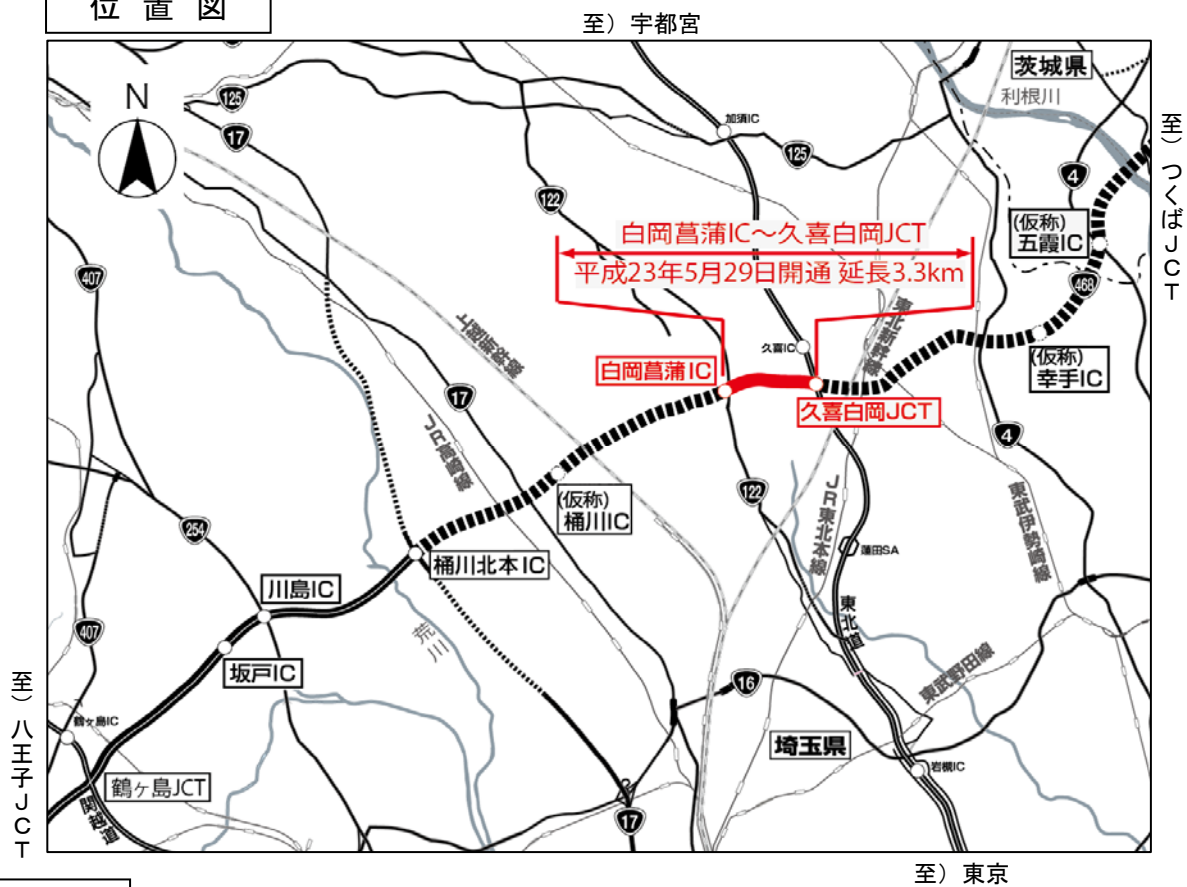 位置図
至）宇都宮
茨城県
利根川
N
125
17
加須IC
125
4
122
至）つくばJCT
(仮称)
五霞IC
白岡菖蒲IC～久喜白岡JCT
平成23年5月29日開通 延長3.3km
407
468
東北新幹線
上越新幹線
久喜IC
白岡菖蒲IC
(仮称)
幸手IC
久喜白岡JCT
17
JR高崎線
4
122
(仮称)
桶川IC
JR東北本線
東武伊勢崎線
254
蓮田SA
桶川北本IC
川島IC
荒川
東北道
407
坂戸IC
東武野田線
16
至）八王子JCT
鶴ヶ島IC
埼玉県
岩槻IC
鶴ヶ島JCT
関越道
17
至）東京